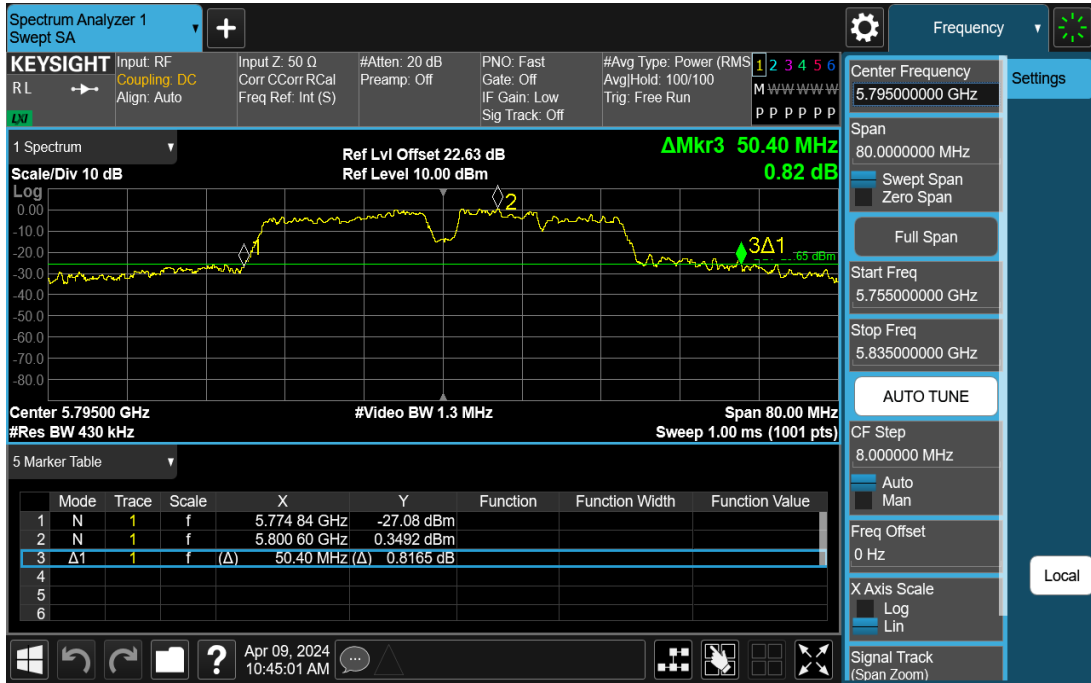 Spectrum Analyzer 1
Swept SA
+
Frequency
KEYSIGHT
RL
LXI
Input: RF
Coupling: DC
Align: Auto
Input Z: 50 Ω
Corr CCorr RCal
Freq Ref: Int (S)
#Atten: 20 dB
Preamp: Off
PNO: Fast
Gate: Off
IF Gain: Low
Sig Track: Off
#Avg Type: Power (RMS
Avg|Hold: 100/100
Trig: Free Run
1 2 3 4 5 6
M W W W W W
P P P P P P
1 Spectrum
Scale/Div 10 dB
Ref Lvl Offset 22.63 dB
Ref Level 10.00 dBm
ΔMkr3 50.40 MHz
0.82 dB
Log
0.00
-10.0
-20.0
-30.0
-40.0
-50.0
-60.0
-70.0
-80.0
1
2
3Δ1
.65 dBm
Center 5.79500 GHz
#Video BW 1.3 MHz
Span 80.00 MHz
#Res BW 430 kHz
Sweep 1.00 ms (1001 pts)
5 Marker Table
Mode Trace Scale X Y Function Function Width Function Value
1 N 1 f 5.774 84 GHz -27.08 dBm
2 N 1 f 5.800 60 GHz 0.3492 dBm
3 Δ1 1 f (Δ) 50.40 MHz (Δ) 0.8165 dB
4
5
6
?
Apr 09, 2024
10:45:01 AM
Center Frequency
5.795000000 GHz
Span
80.0000000 MHz
Swept Span
Zero Span
Full Span
Start Freq
5.755000000 GHz
Stop Freq
5.835000000 GHz
AUTO TUNE
CF Step
8.000000 MHz
Auto
Man
Freq Offset
0 Hz
X Axis Scale
Log
Lin
Signal Track
(Span Zoom)
Settings
Local